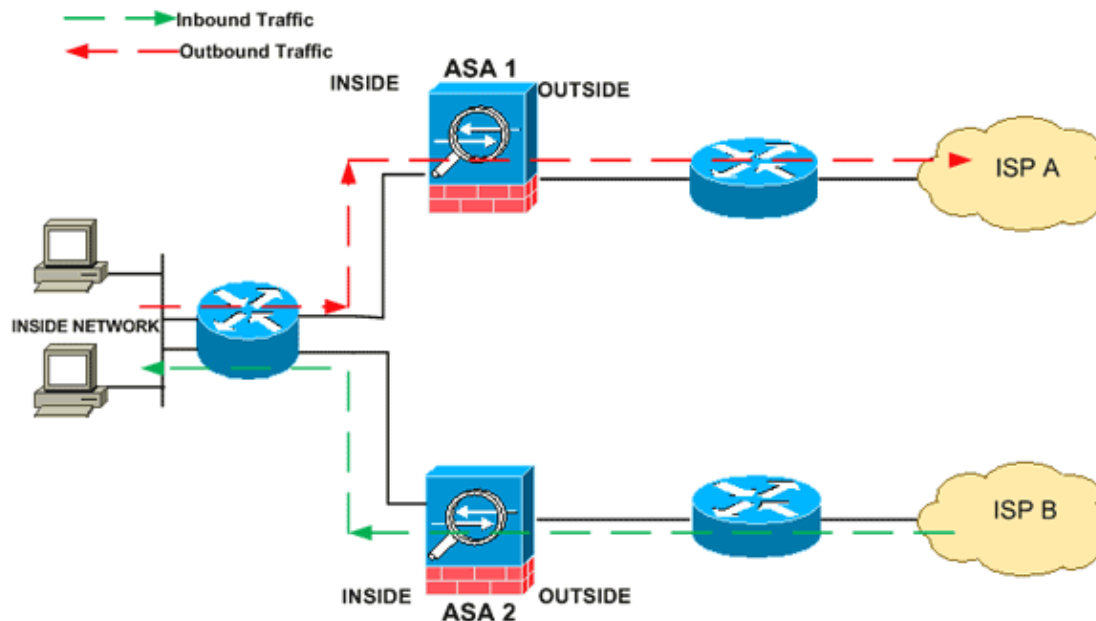 Inbound Traffic
Outbound Traffic
ASA 1
INSIDE
OUTSIDE
ISP A
INSIDE NETWORK
ISP B
INSIDE
OUTSIDE
ASA 2